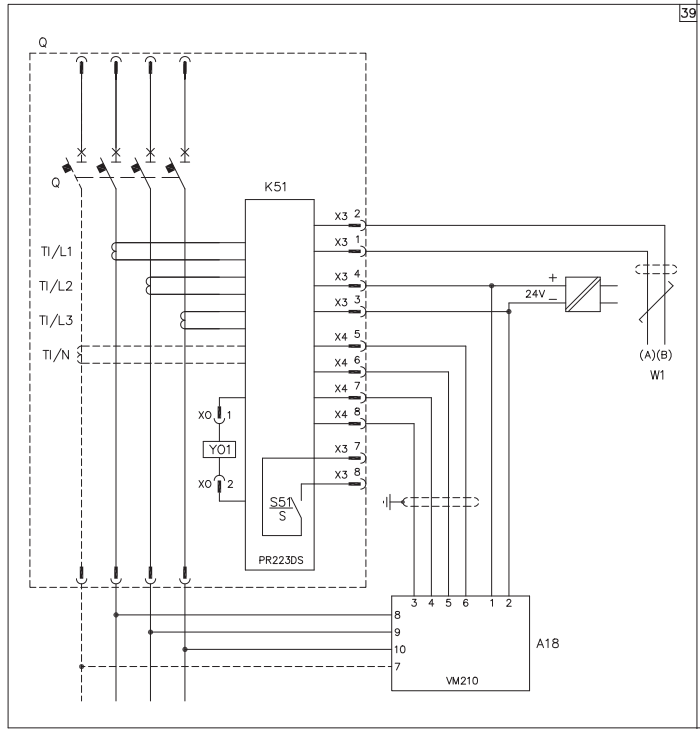 39
Q
Q
K51
X3 2
X3 1
TI/L1
X3 4
+
TI/L2
24V –
X3 3
TI/L3
X4 5
TI/N
(A)(B)
X4 6
W1
X4 7
X0 1
X4 8
Y01
X3 7
X0 2
X3 8
S51
S
PR223DS
3 4 5 6 1 2
8
9
A18
10
7
VM210